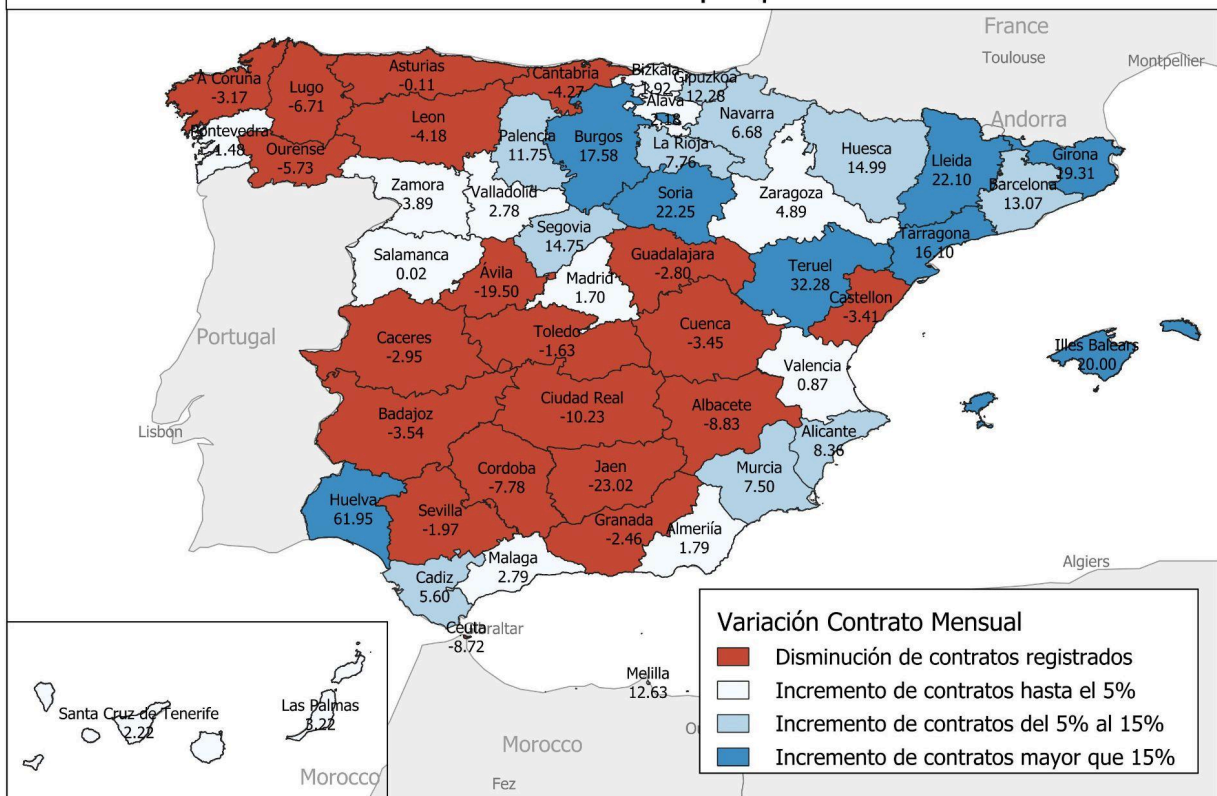 France
Toulouse
Montpellier
Andorra
A Coruña
-3.17
Lugo
-6.71
Asturias
-0.11
Cantabria
-4.27
Bizkaia
1.92
Gipuzkoa
12.28
Alava
2.18
Navarra
6.68
Pontevedra
1.48
Ourense
-5.73
Leon
-4.18
Palencia
11.75
Burgos
17.58
La Rioja
7.76
Huesca
14.99
Lleida
22.10
Girona
19.31
Barcelona
13.07
Zamora
3.89
Valladolid
2.78
Soria
22.25
Zaragoza
4.89
Tarragona
16.10
Segovia
14.75
Salamanca
0.02
Ávila
-19.50
Madrid
1.70
Guadalajara
-2.80
Teruel
32.28
Castellon
-3.41
Portugal
Caceres
-2.95
Toledo
-1.63
Cuenca
-3.45
Valencia
0.87
Illes Balears
20.00
Lisbon
Badajoz
-3.54
Ciudad Real
-10.23
Albacete
-8.83
Alicante
8.36
Cordoba
-7.78
Jaen
-23.02
Murcia
7.50
Huelva
61.95
Sevilla
-1.97
Granada
-2.46
Almeriía
1.79
Malaga
2.79
Cadiz
5.60
Algiers
Ceuta
-8.72
Gibraltar
Melilla
12.63
Santa Cruz de Tenerife
2.22
Las Palmas
3.22
Morocco
Morocco
Fez
Variación Contrato Mensual
Disminución de contratos registrados
Incremento de contratos hasta el 5%
Incremento de contratos del 5% al 15%
Incremento de contratos mayor que 15%